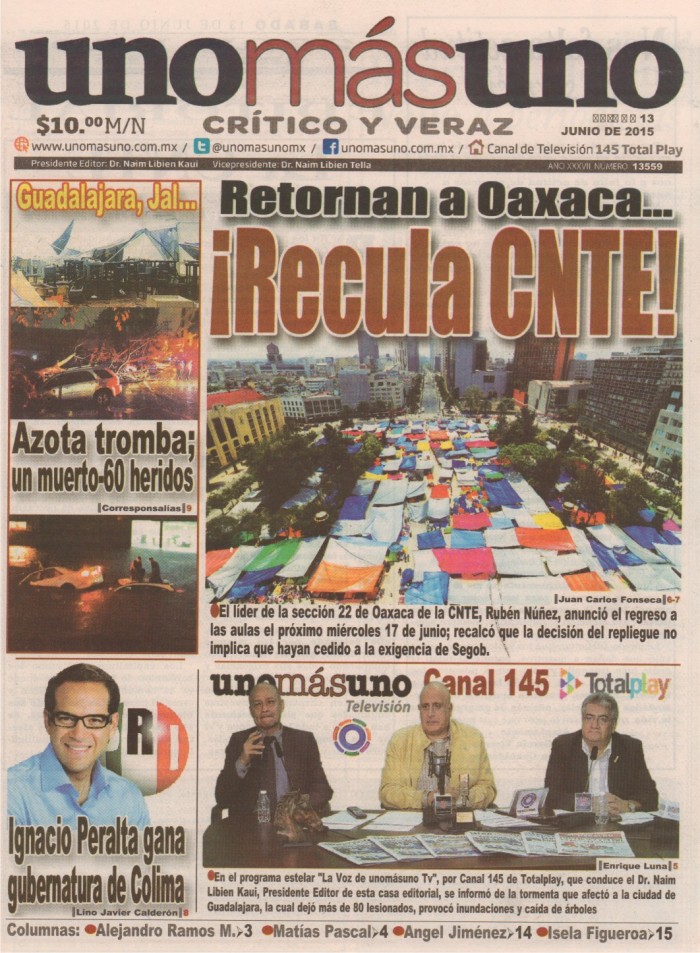 unomásuno
CRÍTICO Y VERAZ
$10.00 M/N
13
JUNIO DE 2015
www.unomasuno.com.mx / @unomasunomx / unomasuno.com.mx / Canal de Televisión 145 Total Play
Presidente Editor: Dr. Naim Libien Kaui Vicepresidente: Dr. Naim Libien Tella AÑO XXXVII NÚMERO 13559
Guadalajara, Jal...
Azota tromba;
un muerto-60 heridos
|Corresponsalías|9
Retornan a Oaxaca...
¡Recula CNTE!
|Juan Carlos Fonseca|6-7
El líder de la sección 22 de Oaxaca de la CNTE, Rubén Núñez, anunció el regreso a
las aulas el próximo miércoles 17 de junio; recalcó que la decisión del repliegue no
implica que hayan cedido a la exigencia de Segob.
PRI
Ignacio Peralta gana
gubernatura de Colima
|Lino Javier Calderón|8
unomásuno Canal 145 Totalplay
Televisión
|Enrique Luna|5
En el programa estelar "La Voz de unomásuno Tv", por Canal 145 de Totalplay, que conduce el Dr. Naim
Libien Kaui, Presidente Editor de esta casa editorial, se informó de la tormenta que afectó a la ciudad de
Guadalajara, la cual dejó más de 80 lesionados, provocó inundaciones y caída de árboles
Columnas: Alejandro Ramos M.>3 Matías Pascal>4 Angel Jiménez>14 Isela Figueroa>15